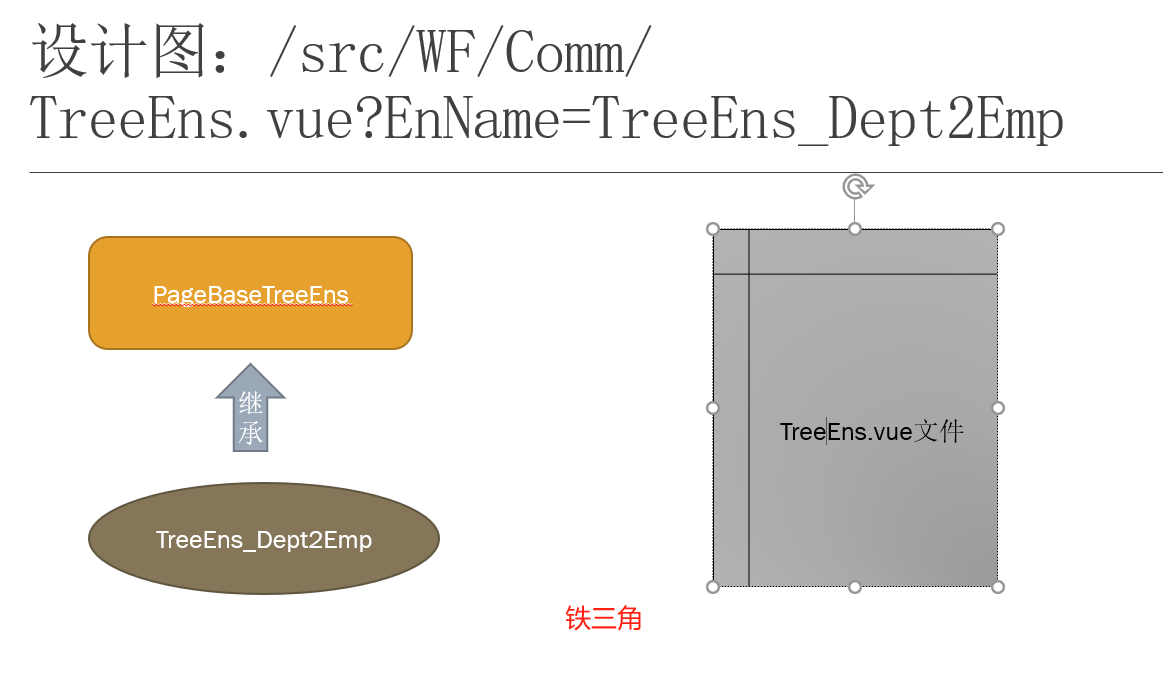 设计图：/src/WF/Comm/
TreeEns.vue?EnName=TreeEns_Dept2Emp
PageBaseTreeEns
继
承
TreeEns_Dept2Emp
TreeEns.vue文件
铁三角